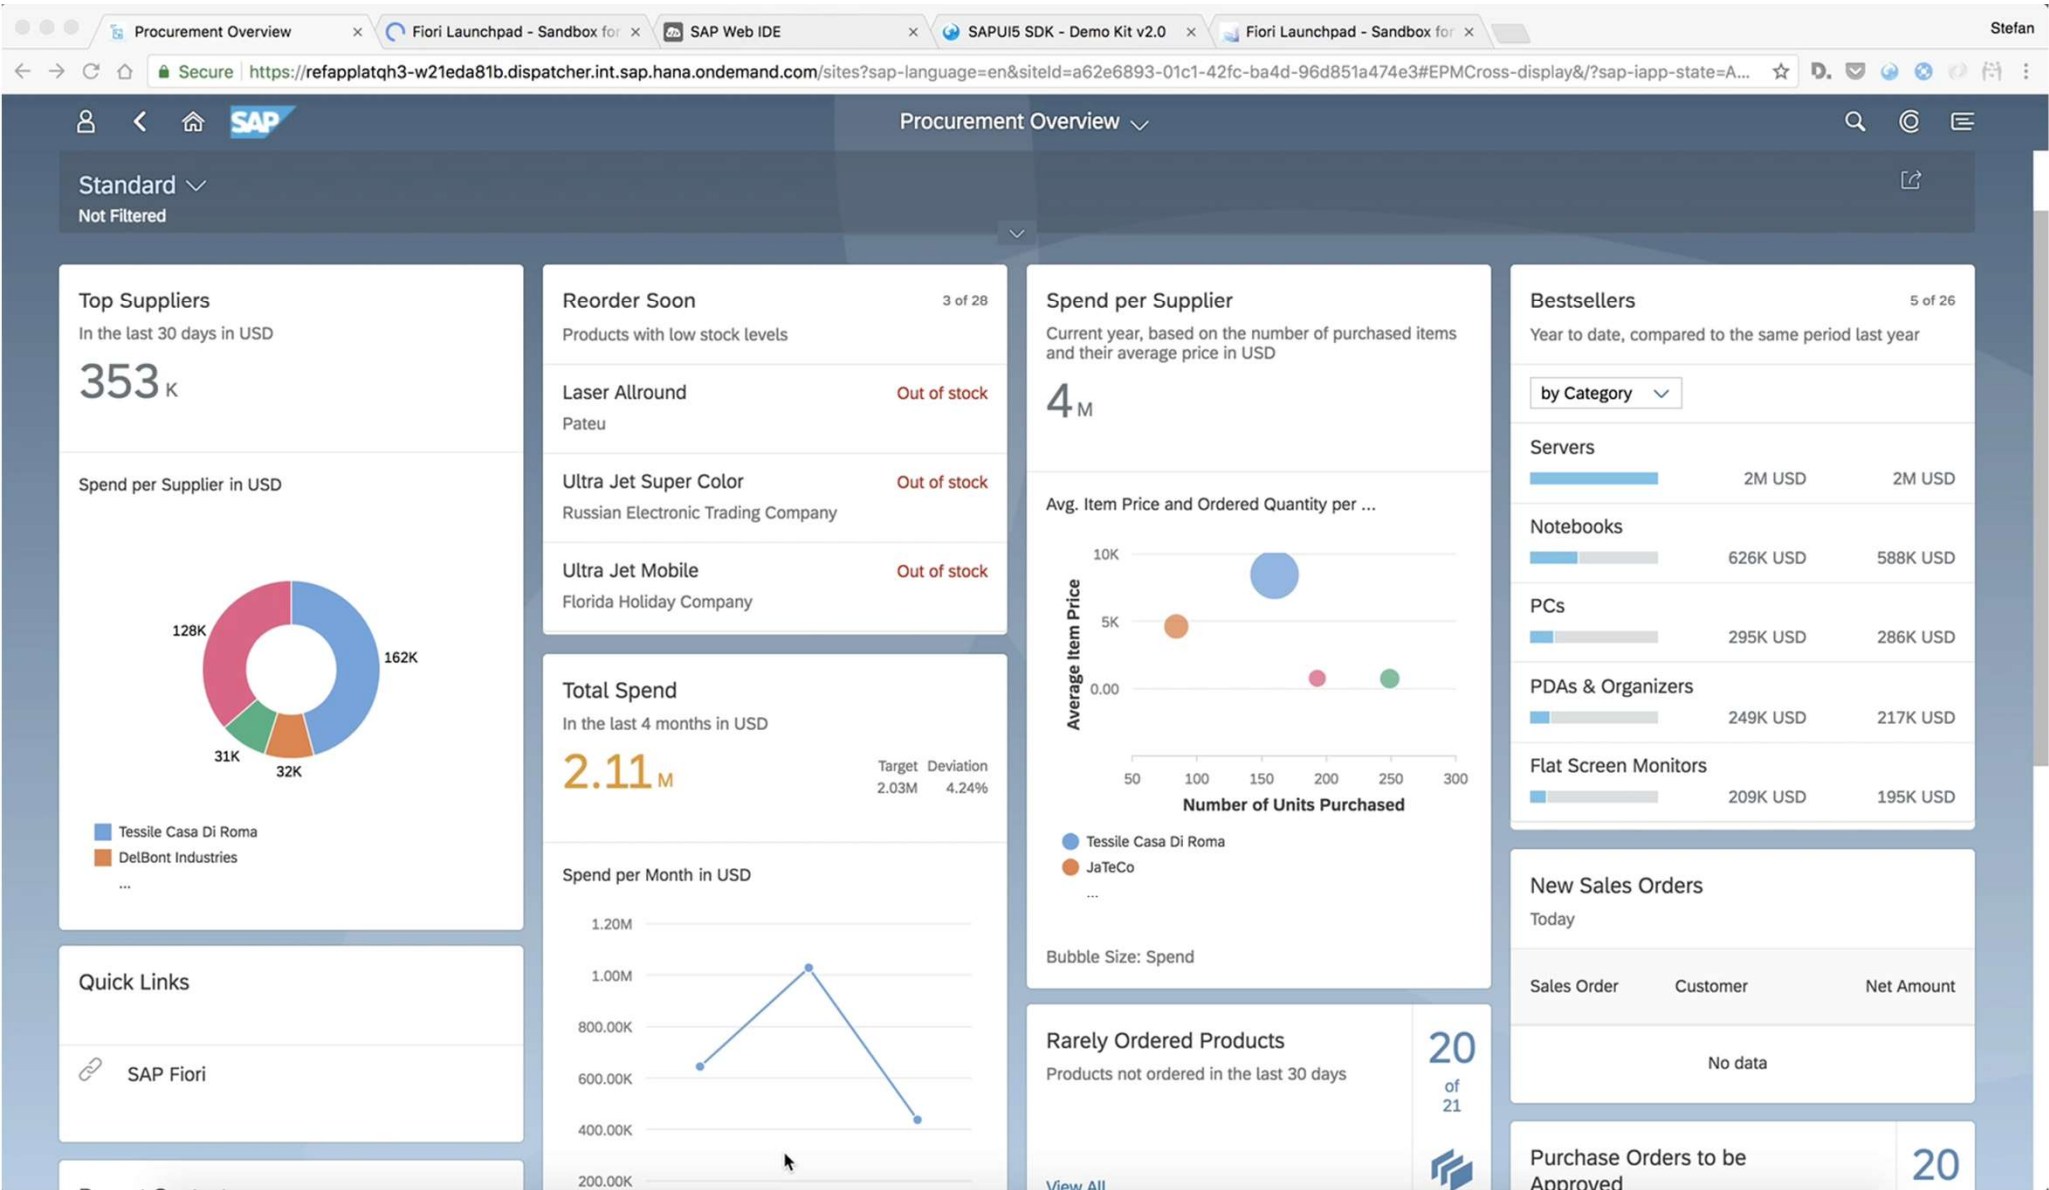 Procurement Overview
Fiori Launchpad - Sandbox for
SAP Web IDE
SAPUI5 SDK - Demo Kit v2.0
Fiori Launchpad - Sandbox for
Stefan
Secure
https://refapplatqh3-w21eda81b.dispatcher.int.sap.hana.ondemand.com/sites?sap-language=en&siteId=a62e6893-01c1-42fc-ba4d-96d851a474e3#EPMCross-display&/?sap-iapp-state=A...
D.
SAP
Procurement Overview
Standard
Not Filtered
Top Suppliers
In the last 30 days in USD
353 K
Spend per Supplier in USD
128K
162K
31K
32K
Tessile Casa Di Roma
DelBont Industries
...
Quick Links
SAP Fiori
Reorder Soon
3 of 28
Products with low stock levels
Laser Allround
Out of stock
Pateu
Ultra Jet Super Color
Out of stock
Russian Electronic Trading Company
Ultra Jet Mobile
Out of stock
Florida Holiday Company
Total Spend
In the last 4 months in USD
2.11 M
Target Deviation
2.03M 4.24%
Spend per Month in USD
1.20M
1.00M
800.00K
600.00K
400.00K
200.00K
Spend per Supplier
Current year, based on the number of purchased items
and their average price in USD
4 M
Avg. Item Price and Ordered Quantity per ...
Average Item Price
10K
5K
0.00
50 100 150 200 250 300
Number of Units Purchased
Tessile Casa Di Roma
JaTeCo
...
Bubble Size: Spend
Rarely Ordered Products
Products not ordered in the last 30 days
20
of
21
View All
Bestsellers
5 of 26
Year to date, compared to the same period last year
by Category
Servers
2M USD 2M USD
Notebooks
626K USD 588K USD
PCs
295K USD 286K USD
PDAs & Organizers
249K USD 217K USD
Flat Screen Monitors
209K USD 195K USD
New Sales Orders
Today
Sales Order Customer Net Amount
No data
Purchase Orders to be
Approved
20